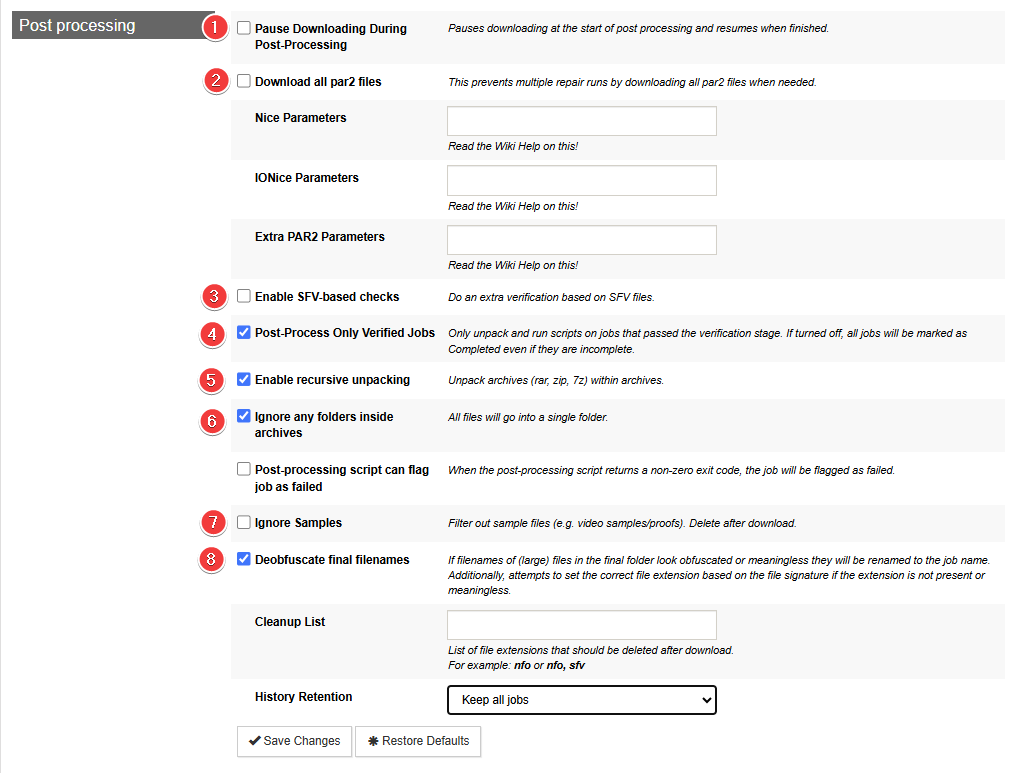 Post processing
1
Pause Downloading During
Post-Processing
Pauses downloading at the start of post processing and resumes when finished.
2
Download all par2 files
This prevents multiple repair runs by downloading all par2 files when needed.
Nice Parameters
Read the Wiki Help on this!
IONice Parameters
Read the Wiki Help on this!
Extra PAR2 Parameters
Read the Wiki Help on this!
3
Enable SFV-based checks
Do an extra verification based on SFV files.
4
Post-Process Only Verified Jobs
Only unpack and run scripts on jobs that passed the verification stage. If turned off, all jobs will be marked as
Completed even if they are incomplete.
5
Enable recursive unpacking
Unpack archives (rar, zip, 7z) within archives.
6
Ignore any folders inside
archives
All files will go into a single folder.
Post-processing script can flag
job as failed
When the post-processing script returns a non-zero exit code, the job will be flagged as failed.
7
Ignore Samples
Filter out sample files (e.g. video samples/proofs). Delete after download.
8
Deobfuscate final filenames
If filenames of (large) files in the final folder look obfuscated or meaningless they will be renamed to the job name.
Additionally, attempts to set the correct file extension based on the file signature if the extension is not present or
meaningless.
Cleanup List
List of file extensions that should be deleted after download.
For example: nfo or nfo, sfv
History Retention
Keep all jobs
Save Changes
Restore Defaults